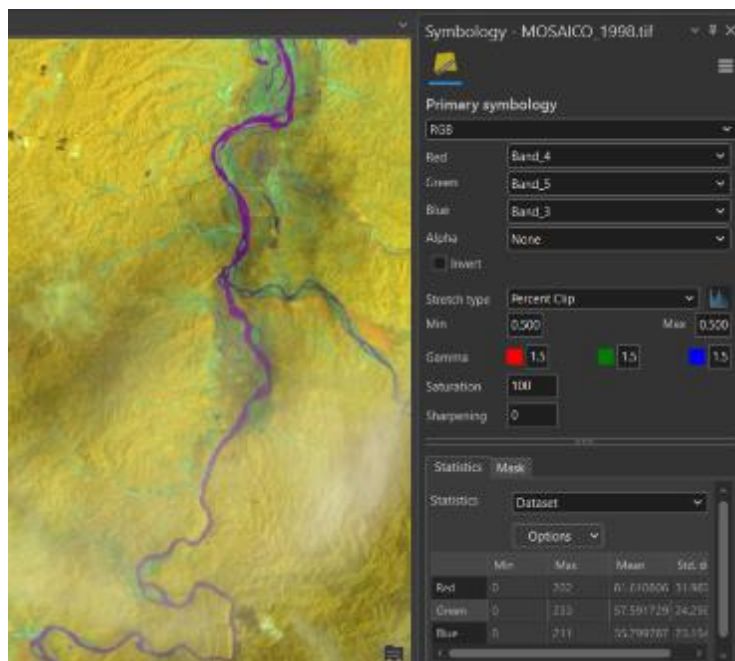 Symbology - MOSAICO_1998.tiif
Primary symbology
RGB
Red Band_4
Green Band_5
Blue Band_3
Alpha None
Invert
Stretch type Percent Clip
Min 0.500 Max 0.500
Gamma 1.5 1.5 1.5
Saturation 100
Sharpening 0
Statistics Mask
Statistics Dataset
Options
Min Max Mean Std. d
Red 0 202
Green 0 233 57.591729
Blue 0 211